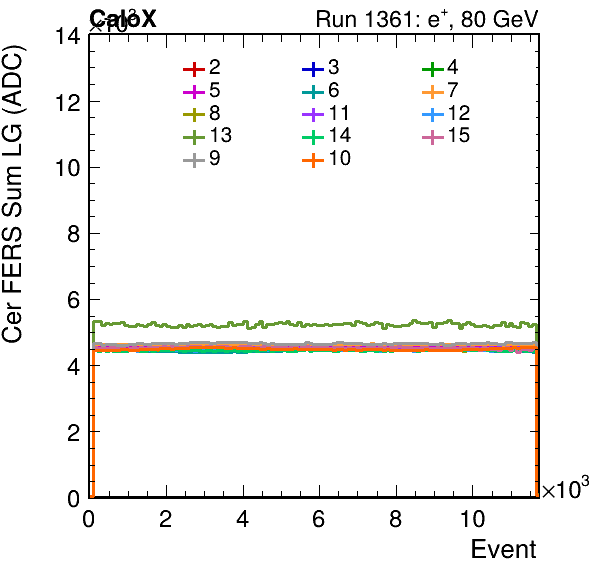 CaloX Run 1361: e⁺, 80 GeV
×10³
Cer FERS Sum LG (ADC)
14
12
10
8
6
4
2
0
2 3 4
5 6 7
8 11 12
13 14 15
9 10
0 2 4 6 8 10
×10³
Event